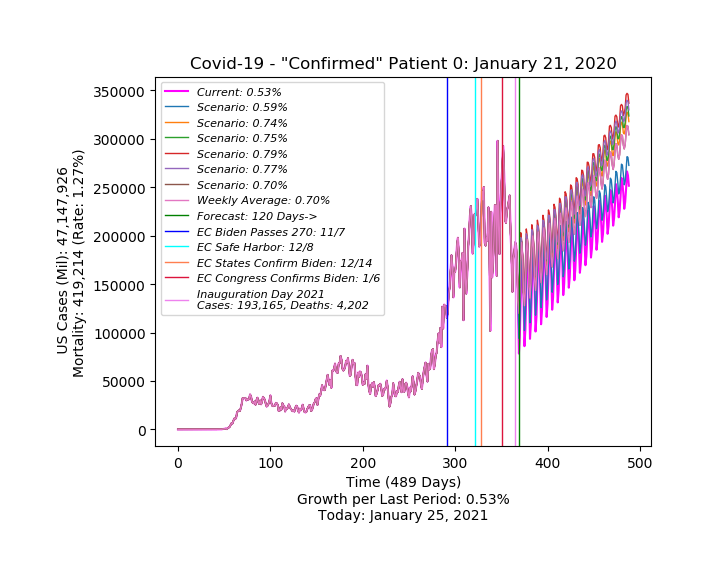 Covid-19 - "Confirmed" Patient 0: January 21, 2020
US Cases (Mil): 47,147,926
Mortality: 419,214 (Rate: 1.27%)
350000
300000
250000
200000
150000
100000
50000
0
Current: 0.53%
Scenario: 0.59%
Scenario: 0.74%
Scenario: 0.75%
Scenario: 0.79%
Scenario: 0.77%
Scenario: 0.70%
Weekly Average: 0.70%
Forecast: 120 Days->
EC Biden Passes 270: 11/7
EC Safe Harbor: 12/8
EC States Confirm Biden: 12/14
EC Congress Confirms Biden: 1/6
Inauguration Day 2021
Cases: 193,165, Deaths: 4,202
0 100 200 300 400 500
Time (489 Days)
Growth per Last Period: 0.53%
Today: January 25, 2021